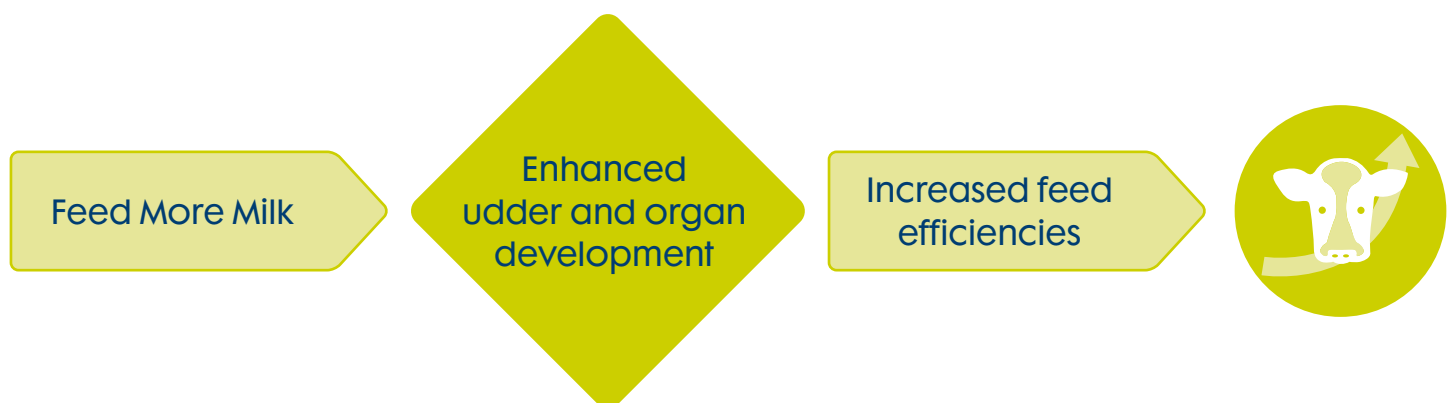 Feed More Milk
Enhanced
udder and organ
development
Increased feed
efficiencies